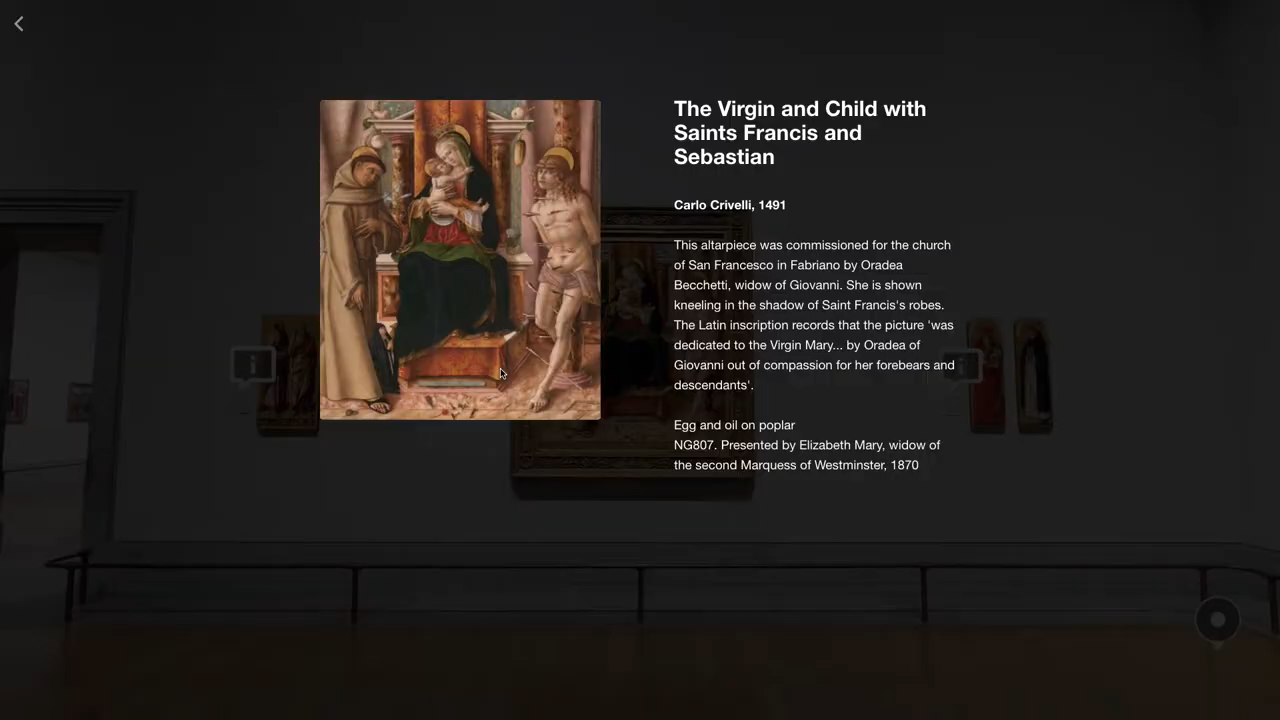 The Virgin and Child with
Saints Francis and
Sebastian
Carlo Crivelli, 1491
This altarpiece was commissioned for the church
of San Francesco in Fabriano by Oradea
Becchetti, widow of Giovanni. She is shown
kneeling in the shadow of Saint Francis's robes.
The Latin inscription records that the picture 'was
dedicated to the Virgin Mary... by Oradea of
Giovanni out of compassion for her forebears and
descendants'.
Egg and oil on poplar
NG807. Presented by Elizabeth Mary, widow of
the second Marquess of Westminster, 1870